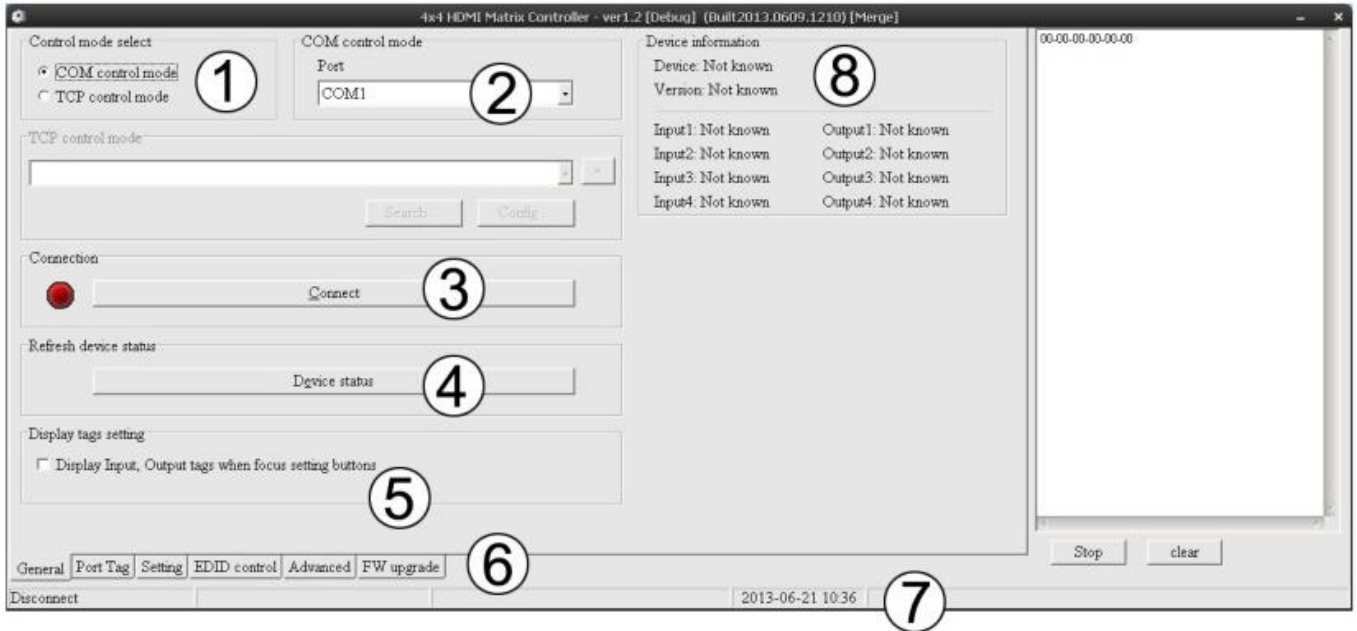 4x4 HDMI Matrix Controller - ver1.2 [Debug] (Built2013.0609.1210) [Merge]
Control mode select
COM control mode
TCP control mode
1
COM control mode
Port
COM1
2
TCP control mode
Search
Config
Connection
Connect
3
Refresh device status
Device status
4
Display tags setting
Display Input, Output tags when focus setting buttons
5
Device information
Device: Not known
Version: Not known
8
Input1: Not known Output1: Not known
Input2: Not known Output2: Not known
Input3: Not known Output3: Not known
Input4: Not known Output4: Not known
00-00-00-00-00-00
Stop clear
General Port Tag Setting EDID control Advanced FW upgrade
6
Disconnect 2013-06-21 10:36
7